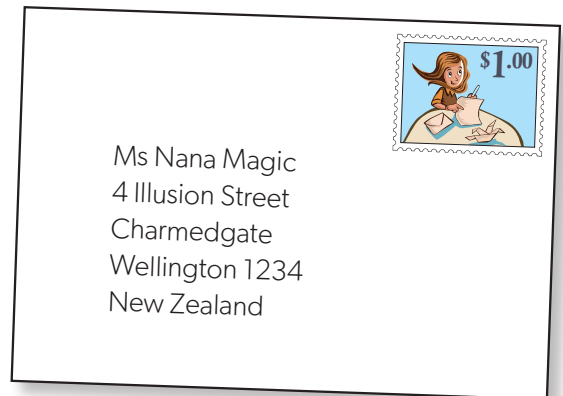 $1.00
Ms Nana Magic
4 Illusion Street
Charmedgate
Wellington 1234
New Zealand